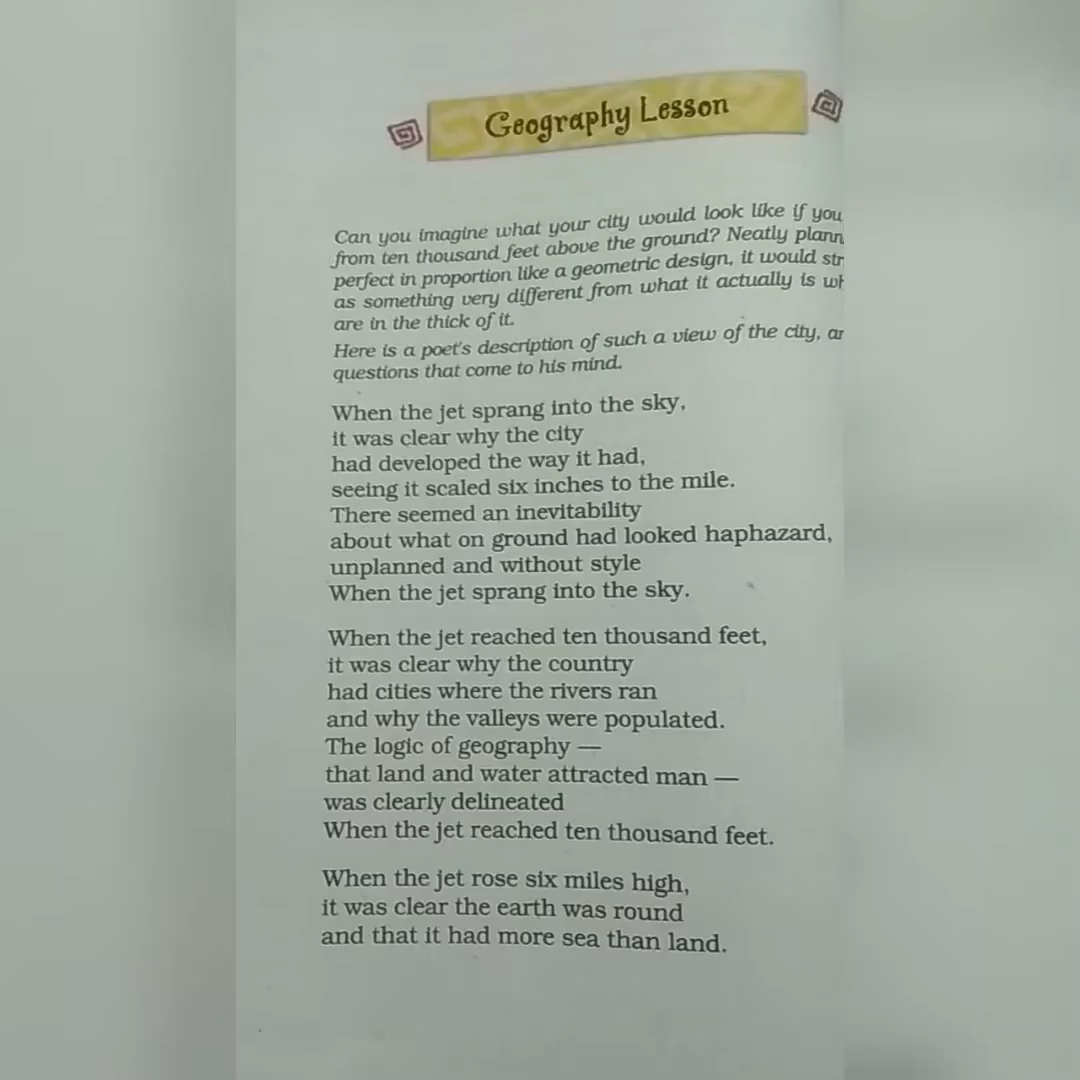 Geography Lesson
Can you imagine what your city would look like if you
from ten thousand feet above the ground? Neatly
perfect in proportion like a geometric design, it would
as something very different from what it actually is
are in the thick of it.
Here is a poet's description of such a view of the city,
questions that come to his mind.
When the jet sprang into the sky,
it was clear why the city
had developed the way it had,
seeing it scaled six inches to the mile.
There seemed an inevitability
about what on ground had looked haphazard,
unplanned and without style
When the jet sprang into the sky.
When the jet reached ten thousand feet,
it was clear why the country
had cities where the rivers ran
and why the valleys were populated.
The logic of geography —
that land and water attracted man —
was clearly delineated
When the jet reached ten thousand feet.
When the jet rose six miles high,
it was clear the earth was round
and that it had more sea than land.